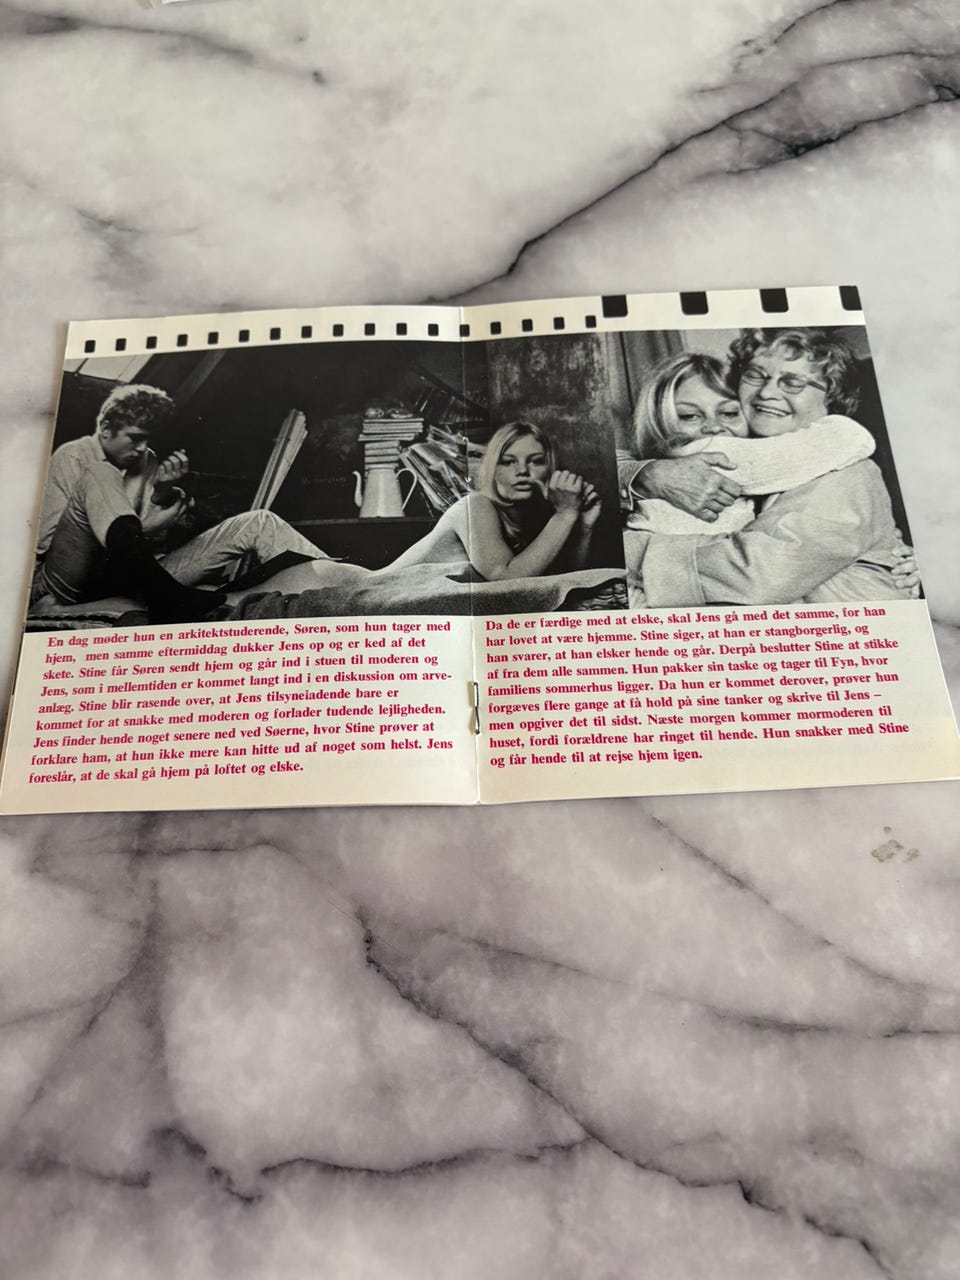 En dag møder hun en arkitektstuderende, Søren, som hun tager med
hjem, men samme eftermiddag dukker Jens op og er ked af det
skete. Stine får Søren sendt hjem og går ind i stuen til moderen og
Jens, som i mellemtiden er kommet langt ind i en diskussion om arve-
anlæg. Stine blir rasende over, at Jens tilsyneiadende bare er
kommet for at snakke med moderen og forlader tudende lejligheden.
Jens finder hende noget senere ned ved Søerne, hvor Stine prøver at
forklare ham, at hun ikke mere kan hitte ud af noget som helst. Jens
foreslår, at de skal gå hjem på loftet og elske.
Da de er færdige med at elske, skal Jens gå med det samme, for han
har lovet at være hjemme. Stine siger, at han er stangborgerlig, og
han svarer, at han elsker hende og går. Derpå beslutter Stine at stikke
af fra dem alle sammen. Hun pakker sin taske og tager til Fyn, hvor
familiens sommerhus ligger. Da hun er kommet derover, prøver hun
forgæves flere gange at få hold på sine tanker og skrive til Jens –
men opgiver det til sidst. Næste morgen kommer mormoderen til
huset, fordi forældrene har ringet til hende. Hun snakker med Stine
og får hende til at rejse hjem igen.